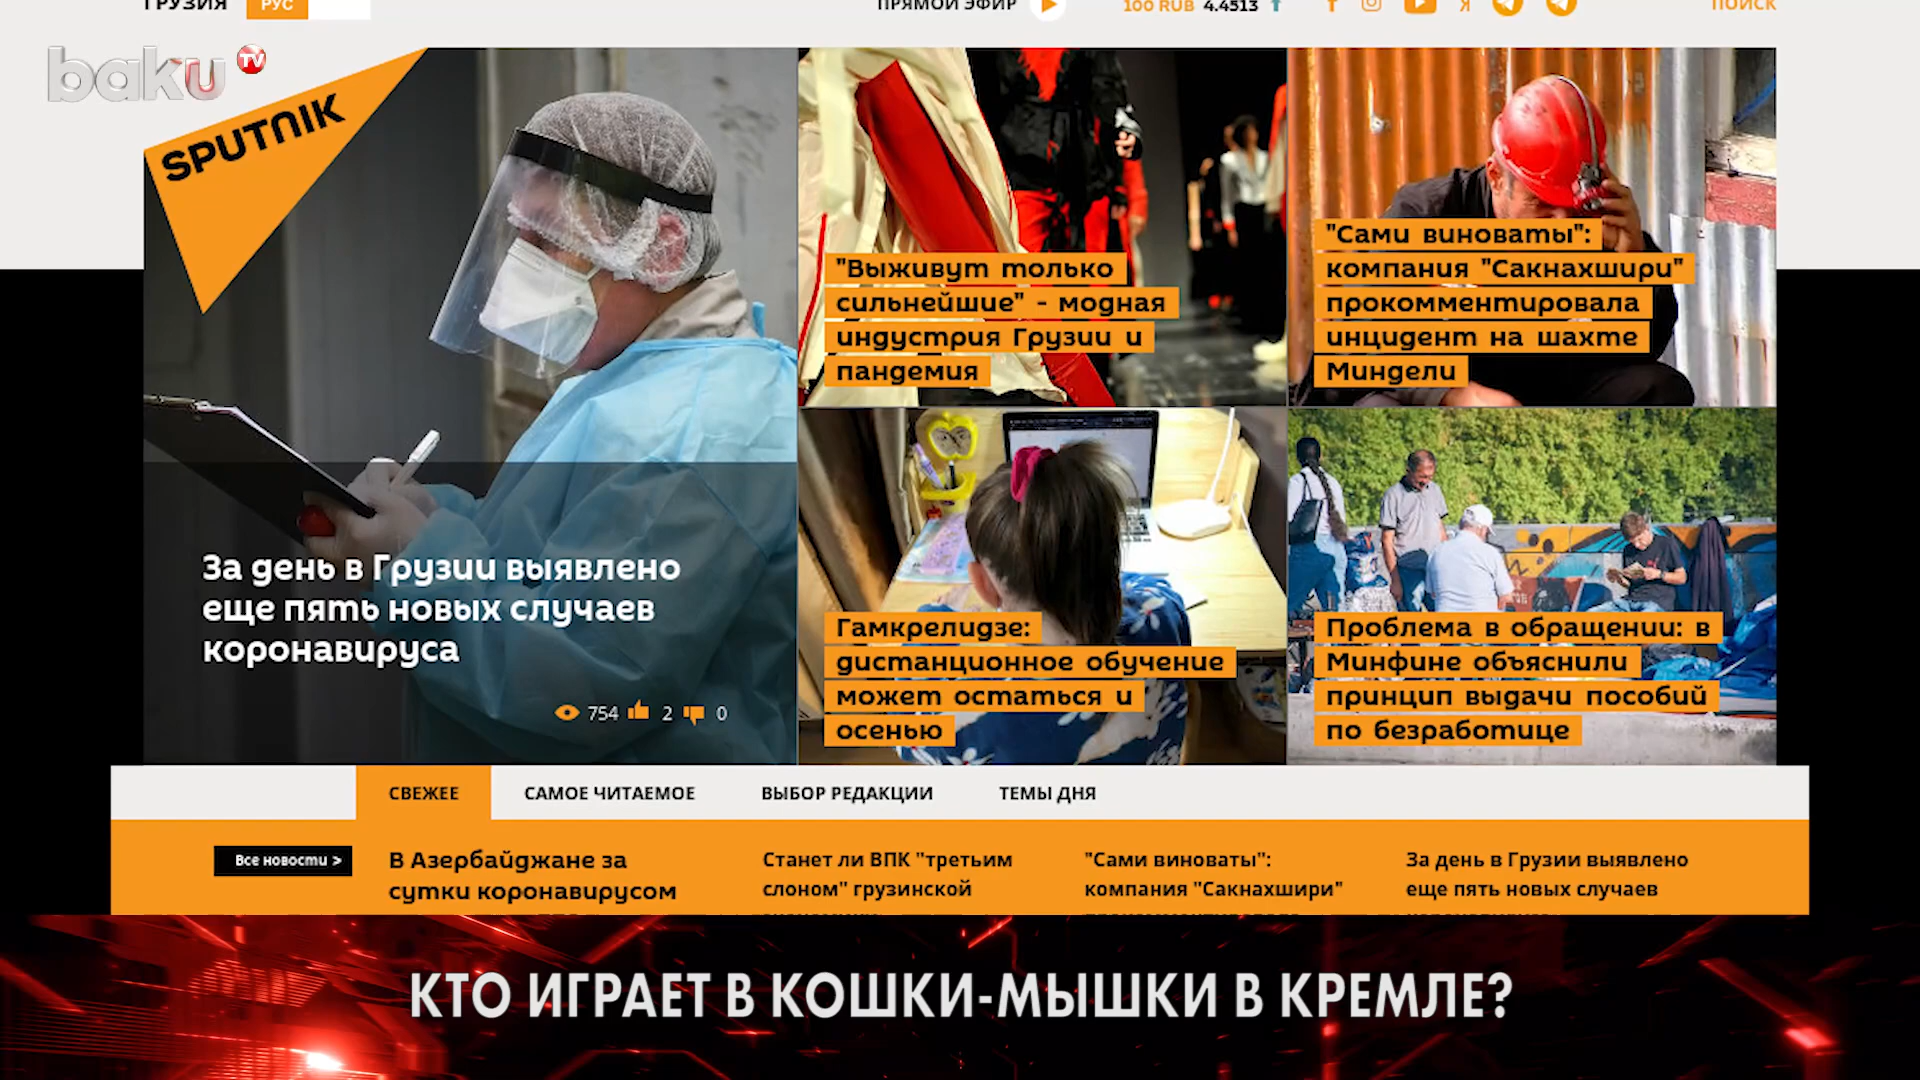 ГРУЗИЯ
РУС
ПРЯМОЙ ЭФИР
100 RUB 4.4513
ПОИСК
baku TV
SPUTNIK
"Выживут только
сильнейшие" - модная
индустрия Грузии и
пандемия
"Сами виноваты":
компания "Сакнахшири"
прокомментировала
инцидент на шахте
Миндели
За день в Грузии выявлено
еще пять новых случаев
коронавируса
754 2 0
Гамкрелидзе:
дистанционное обучение
может остаться и
осенью
Проблема в обращении: в
Минфине объяснили
принцип выдачи пособий
по безработице
СВЕЖЕЕ
САМОЕ ЧИТАЕМОЕ
ВЫБОР РЕДАКЦИИ
ТЕМЫ ДНЯ
Все новости >
В Азербайджане за
сутки коронавирусом
Станет ли ВПК "третьим
слоном" грузинской
"Сами виноваты":
компания "Сакнахшири"
За день в Грузии выявлено
еще пять новых случаев
КТО ИГРАЕТ В КОШКИ-МЫШКИ В КРЕМЛЕ?